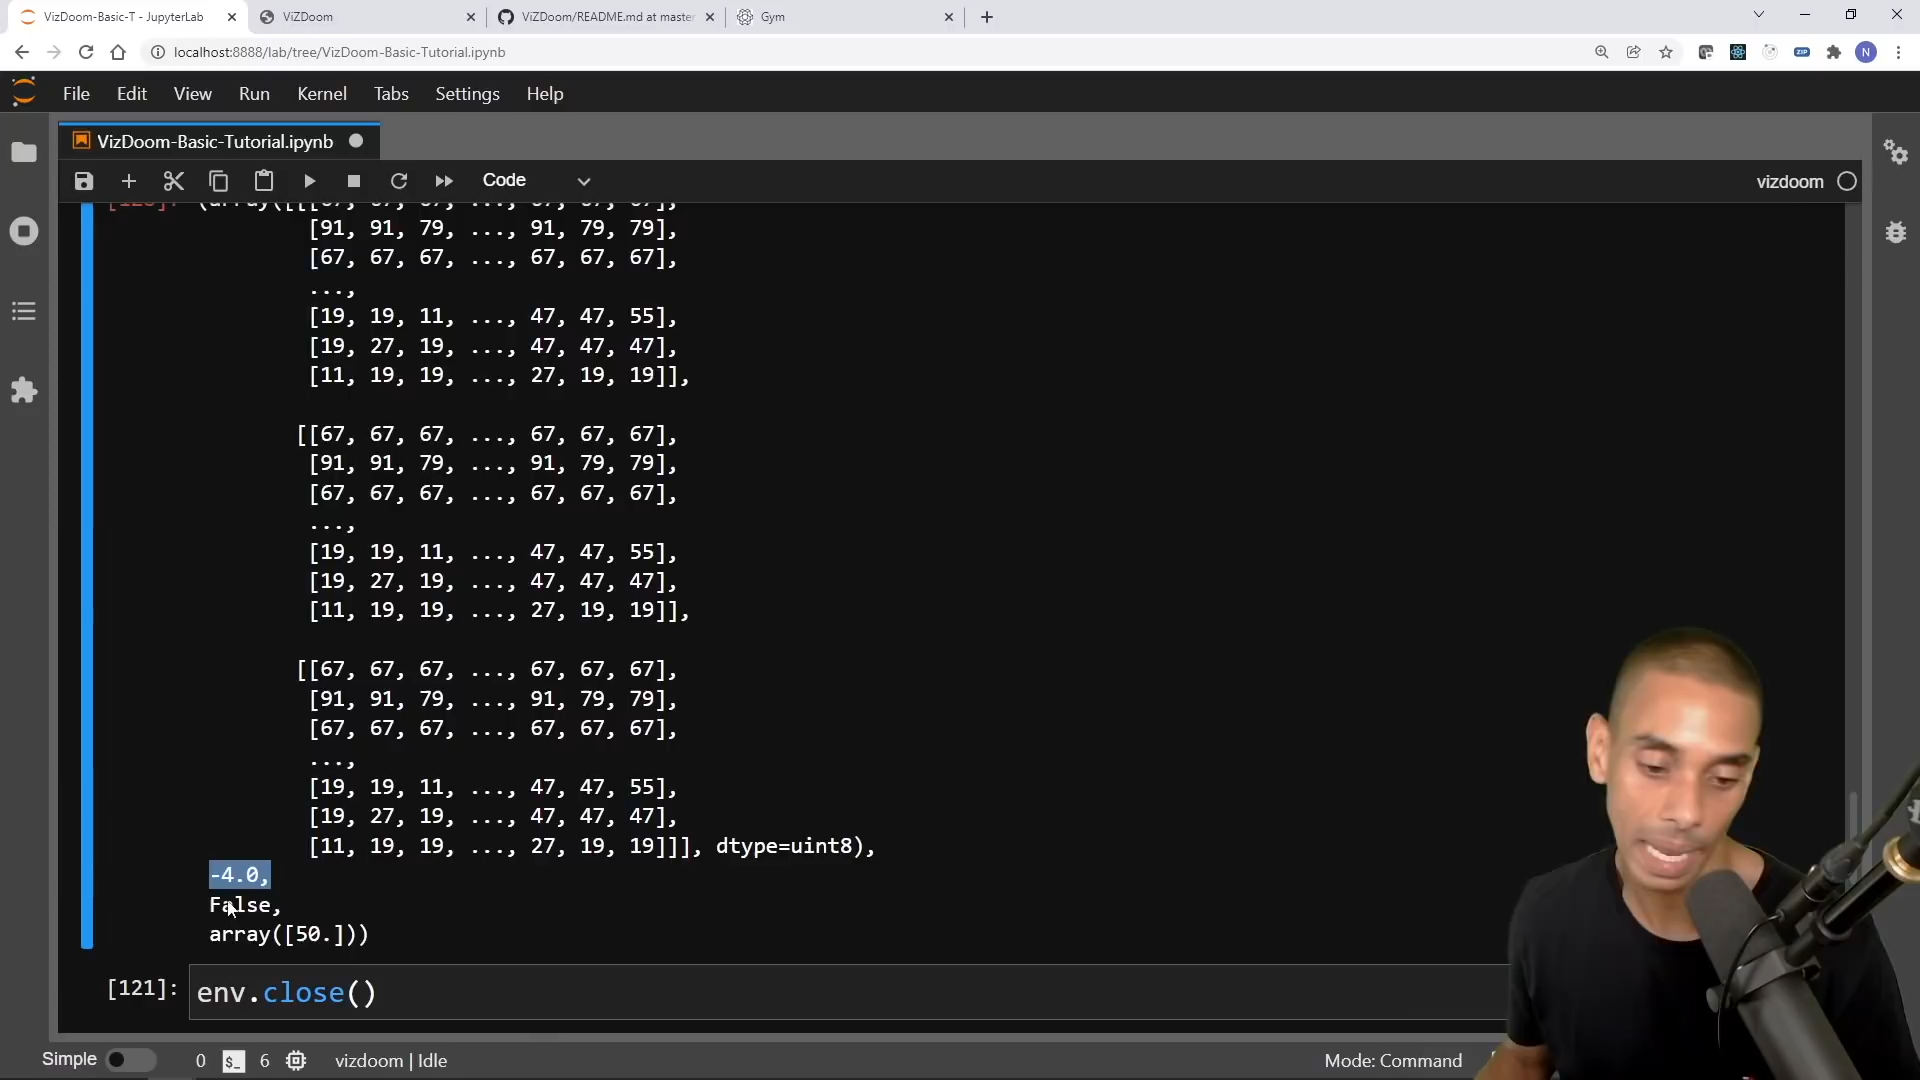 VizDoom-Basic-T - JupyterLab
ViZDoom
ViZDoom/README.md at master
Gym
localhost:8888/lab/tree/VizDoom-Basic-Tutorial.ipynb
ZIP
N
File Edit View Run Kernel Tabs Settings Help
VizDoom-Basic-Tutorial.ipynb
Code
vizdoom
[91, 91, 79, ..., 91, 79, 79],
[67, 67, 67, ..., 67, 67, 67],
...,
[19, 19, 11, ..., 47, 47, 55],
[19, 27, 19, ..., 47, 47, 47],
[11, 19, 19, ..., 27, 19, 19]],
[[67, 67, 67, ..., 67, 67, 67],
[91, 91, 79, ..., 91, 79, 79],
[67, 67, 67, ..., 67, 67, 67],
...,
[19, 19, 11, ..., 47, 47, 55],
[19, 27, 19, ..., 47, 47, 47],
[11, 19, 19, ..., 27, 19, 19]],
[[67, 67, 67, ..., 67, 67, 67],
[91, 91, 79, ..., 91, 79, 79],
[67, 67, 67, ..., 67, 67, 67],
...,
[19, 19, 11, ..., 47, 47, 55],
[19, 27, 19, ..., 47, 47, 47],
[11, 19, 19, ..., 27, 19, 19]]], dtype=uint8),
-4.0,
False,
array([50.]))
[121]: env.close()
Simple 0 $_ 6 vizdoom | Idle Mode: Command